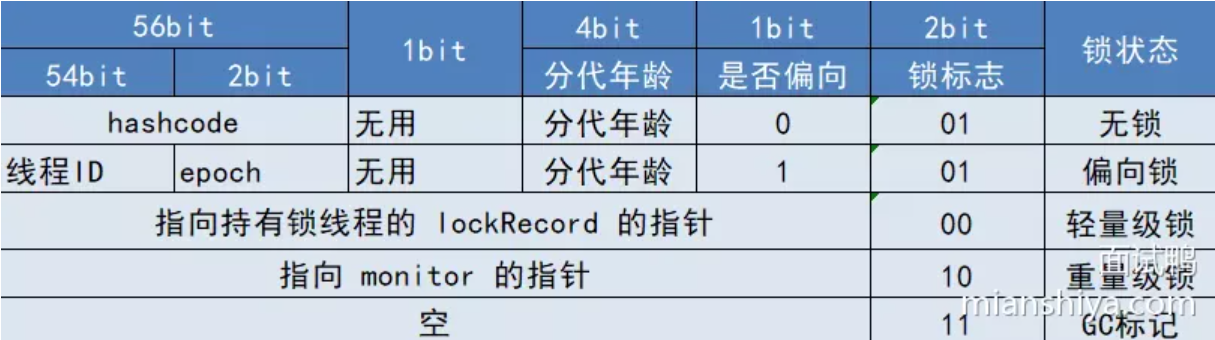 56bit 1bit 4bit 1bit 2bit 锁状态
54bit 2bit 分代年龄 是否偏向 锁标志
hashcode 无用 分代年龄 0 01 无锁
线程ID epoch 无用 分代年龄 1 01 偏向锁
指向持有锁线程的 lockRecord 的指针 00 轻量级锁
指向 monitor 的指针 10 重量级锁
空 11 GC标记
面试鸭
mianshiya.com